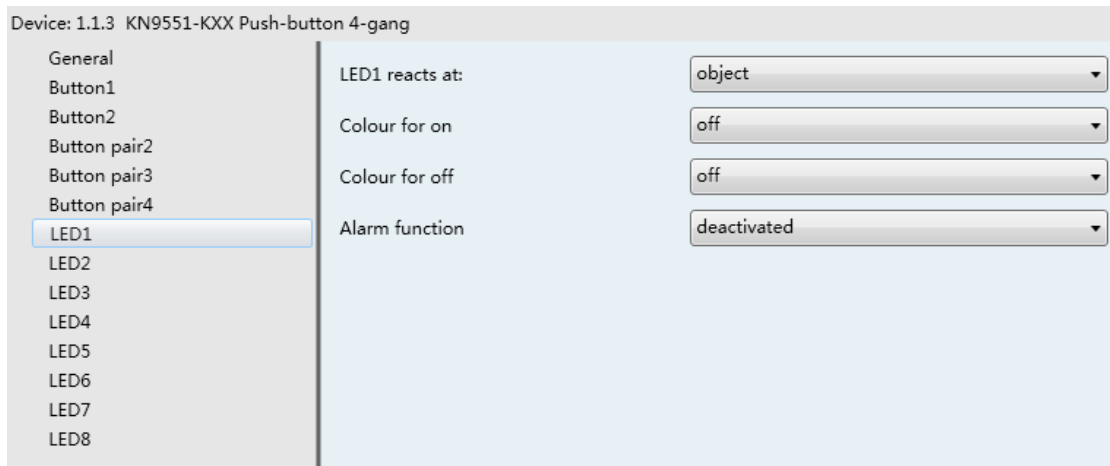 Device: 1.1.3 KN9551-KXX Push-button 4-gang
General
Button1
Button2
Button pair2
Button pair3
Button pair4
LED1
LED2
LED3
LED4
LED5
LED6
LED7
LED8
LED1 reacts at: object
Colour for on off
Colour for off off
Alarm function deactivated